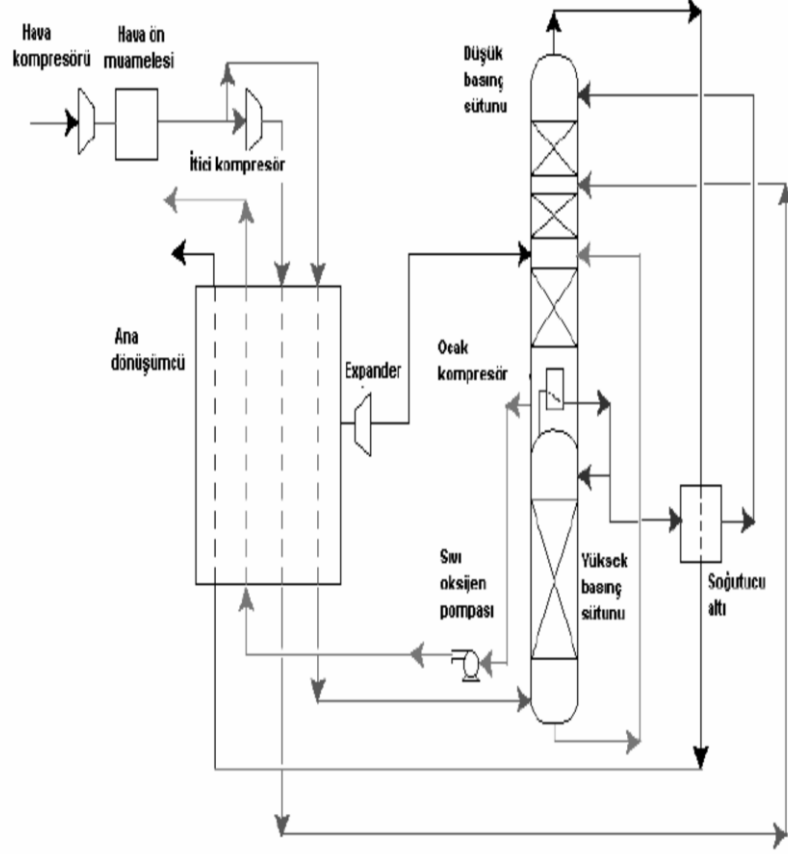 Hava
kompresörü
Hava ön
muamelesi
İtici kompresör
Düşük
basınç
sütunu
Ana
dönüşümcü
Expander
Ocak
kompresör
Sıvı
oksijen
pompası
Yüksek
basınç
sütunu
Soğutucu
altı